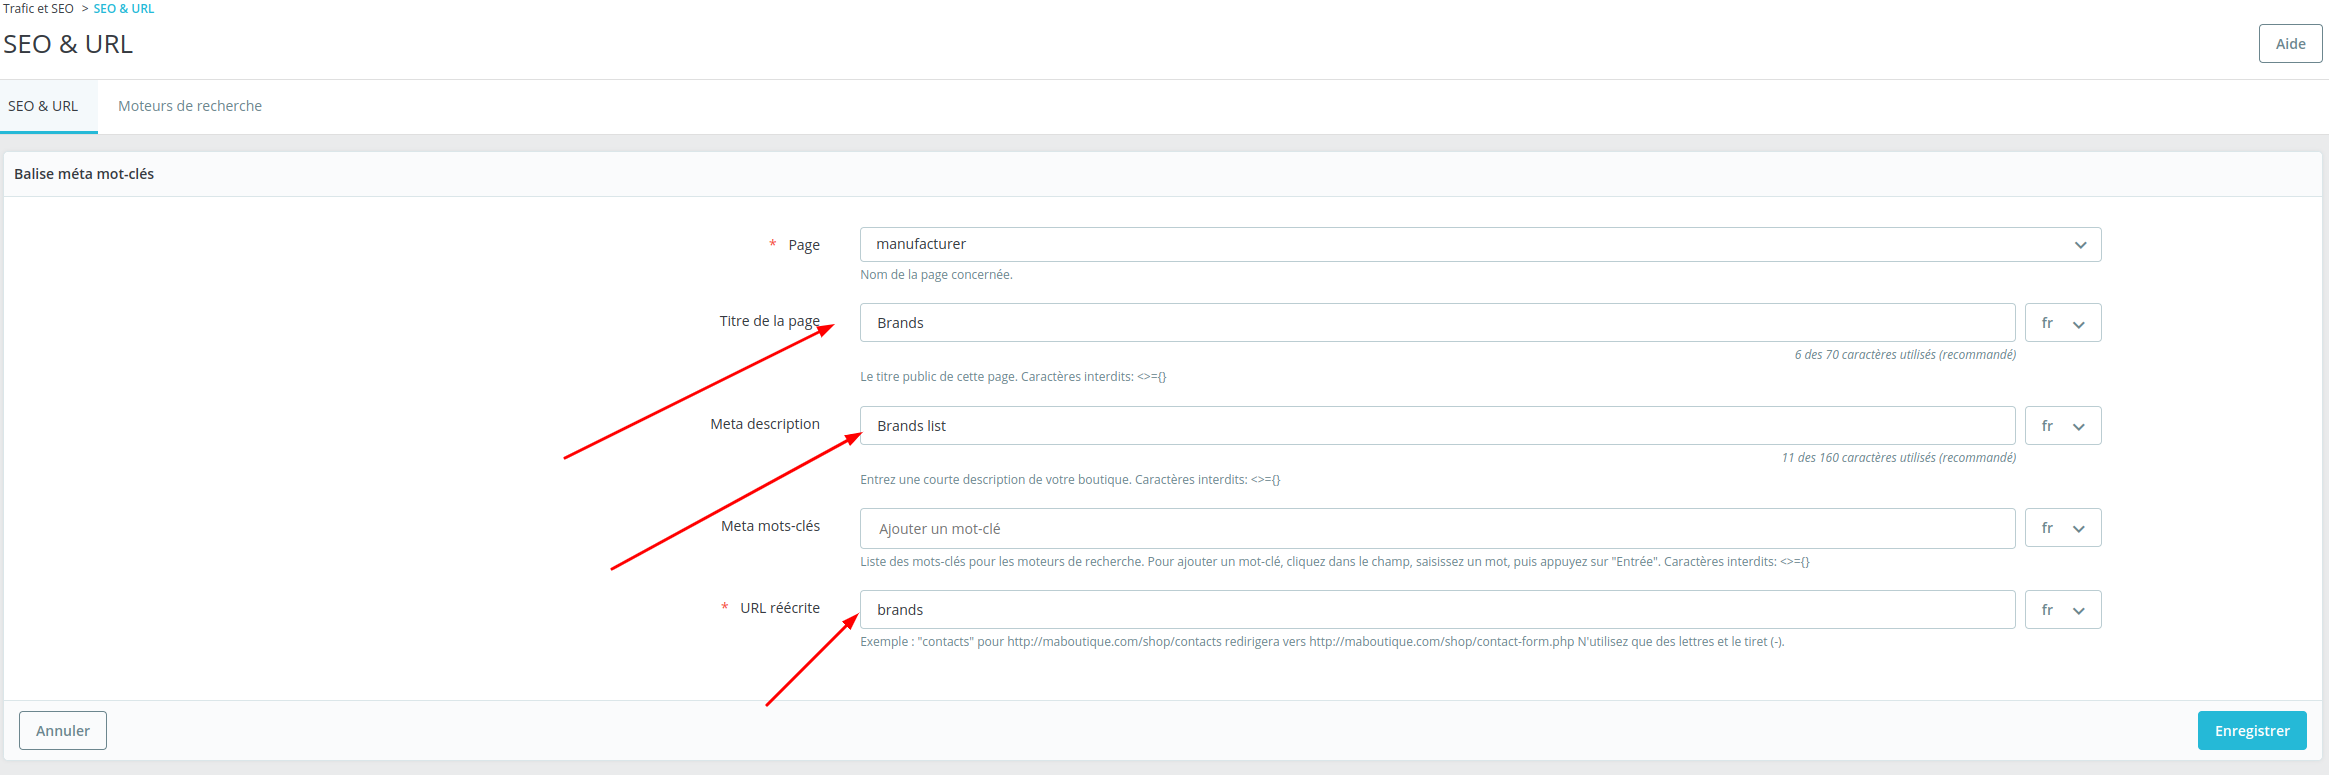 Trafic et SEO > SEO & URL
SEO & URL
Aide
SEO & URL Moteurs de recherche
Balise méta mot-clés
* Page manufacturer
Nom de la page concernée.
Titre de la page Brands fr
6 des 70 caractères utilisés (recommandé)
Le titre public de cette page. Caractères interdits: <>={}
Meta description Brands list fr
11 des 160 caractères utilisés (recommandé)
Entrez une courte description de votre boutique. Caractères interdits: <>={}
Meta mots-clés Ajouter un mot-clé fr
Liste des mots-clés pour les moteurs de recherche. Pour ajouter un mot-clé, cliquez dans le champ, saisissez un mot, puis appuyez sur "Entrée". Caractères interdits: <>={}
* URL réécrite brands fr
Exemple : "contacts" pour http://maboutique.com/shop/contacts redirigera vers http://maboutique.com/shop/contact-form.php N'utilisez que des lettres et le tiret (-).
Annuler Enregistrer